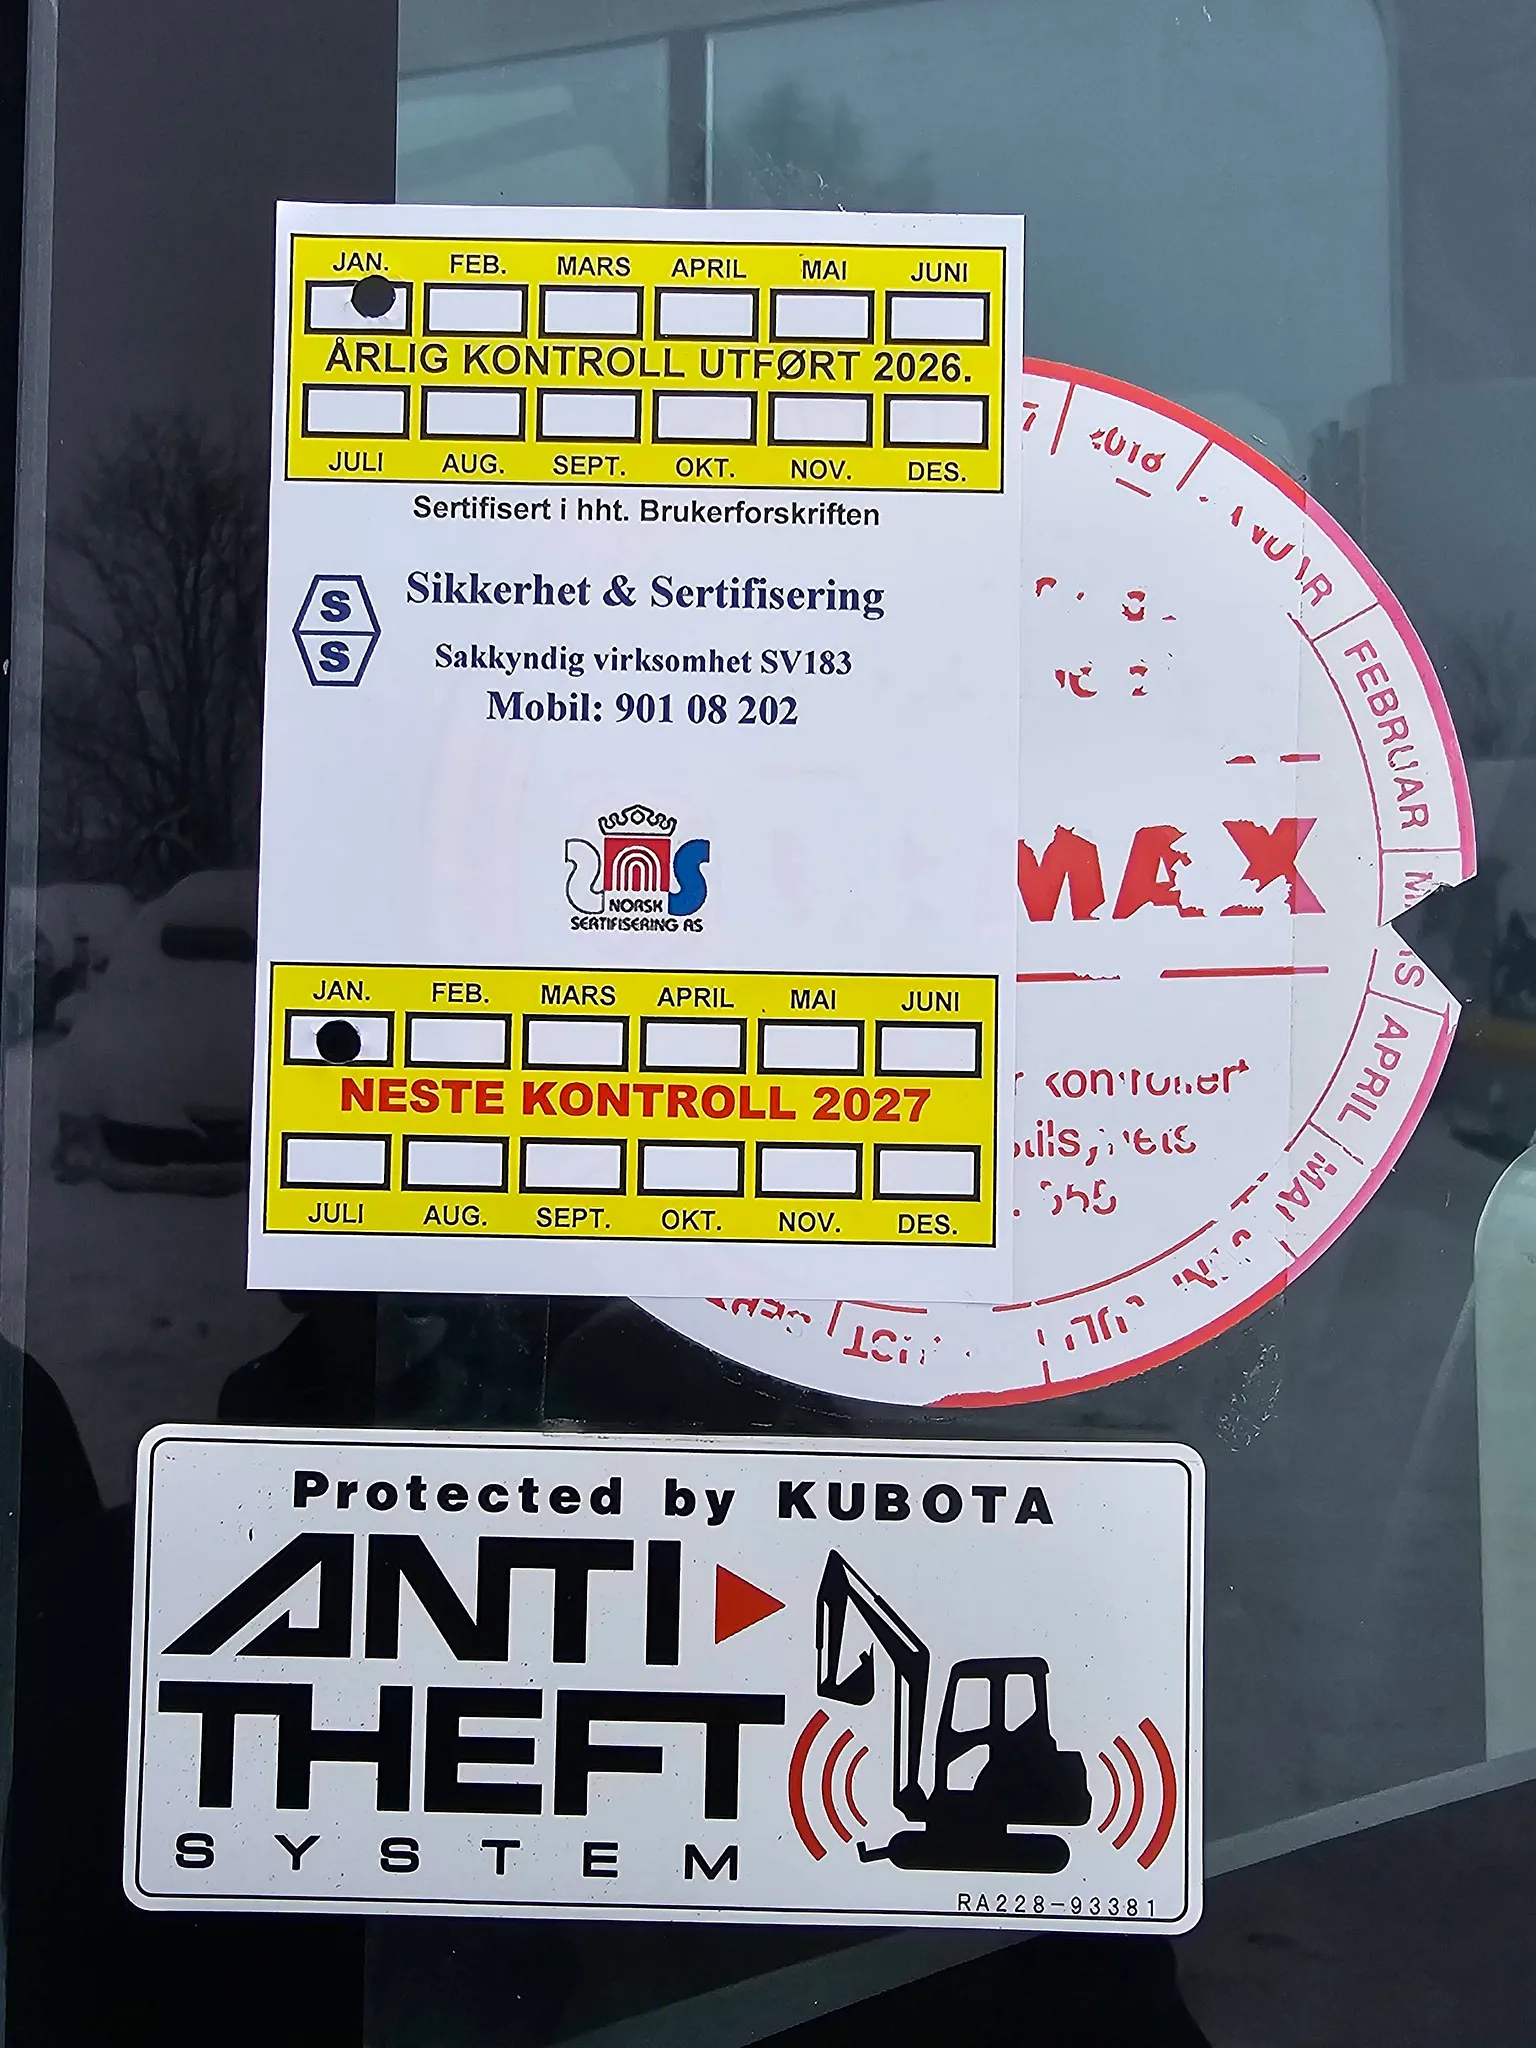 JAN. FEB. MARS APRIL MAI JUNI
ÅRLIG KONTROLL UTFØRT 2026.
JULI AUG. SEPT. OKT. NOV. DES.
Sertifisert i hht. Brukerforskriften
S
S
Sikkerhet & Sertifisering
Sakkyndig virksomhet SV183
Mobil: 901 08 202
NORSK
SERTIFISERING AS
JAN. FEB. MARS APRIL MAI JUNI
NESTE KONTROLL 2027
JULI AUG. SEPT. OKT. NOV. DES.
2018
FEBRUAR
APRIL
MAI
MAX
Protected by KUBOTA
ANTI
THEFT
SYSTEM
RA228-93381